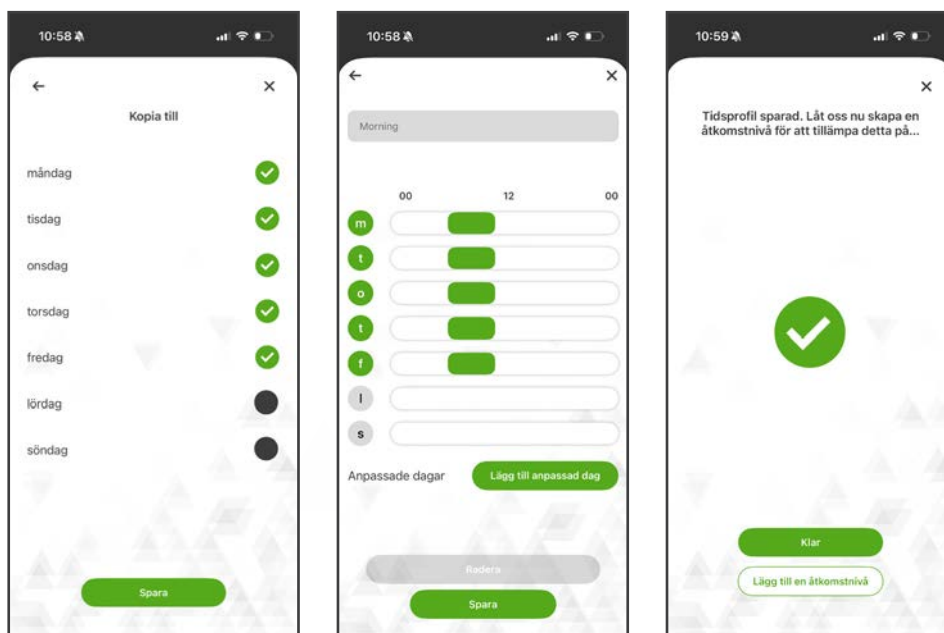 10:58
Kopia till
måndag
tisdag
onsdag
torsdag
fredag
lördag
söndag
Spara
10:58
Morning
00 12 00
m
t
o
t
f
l
s
Anpassade dagar Lägg till anpassad dag
Radera
Spara
10:59
Tidsprofil sparad. Låt oss nu skapa en
åtkomstnivå för att tillämpa detta på...
Klar
Lägg till en åtkomstnivå